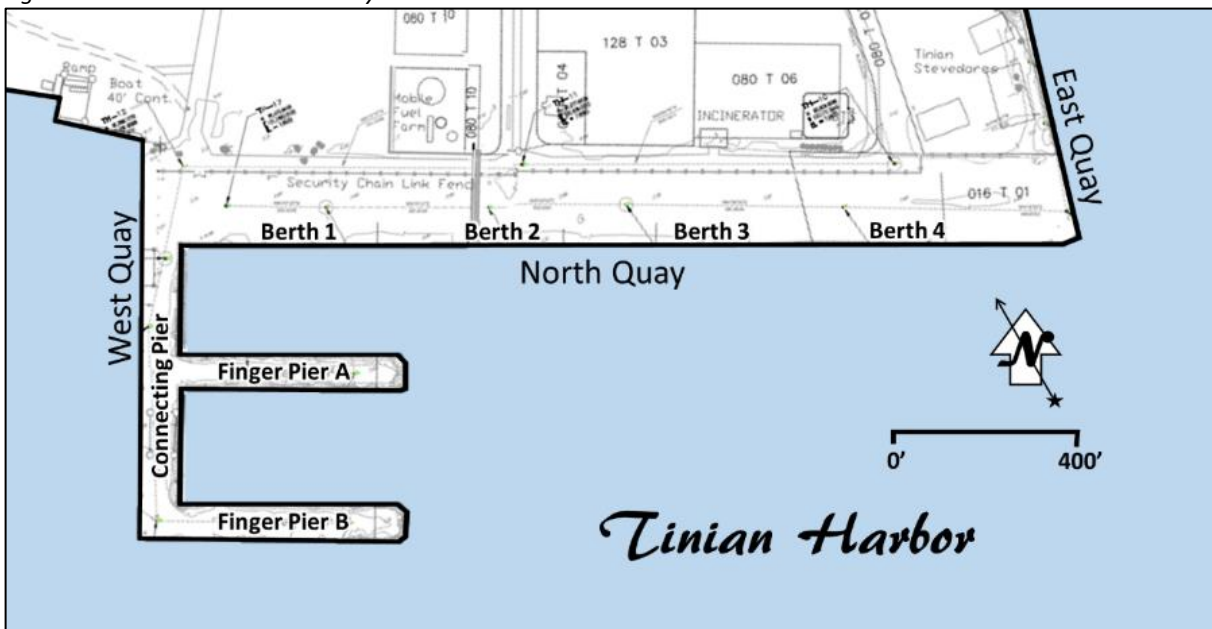 080 T 10
128 T 03
080 T 06
080 T 08
Tinian
Stevedores
East Quay
Ramp
Boat
40' Cont.
Mobile
Fuel
Farm
080 T 10
INCINERATOR
Security Chain Link Fence
016 T 01
Berth 1
Berth 2
Berth 3
Berth 4
North Quay
West Quay
Connecting Pier
Finger Pier A
Finger Pier B
N
0'
400'
Tinian Harbor